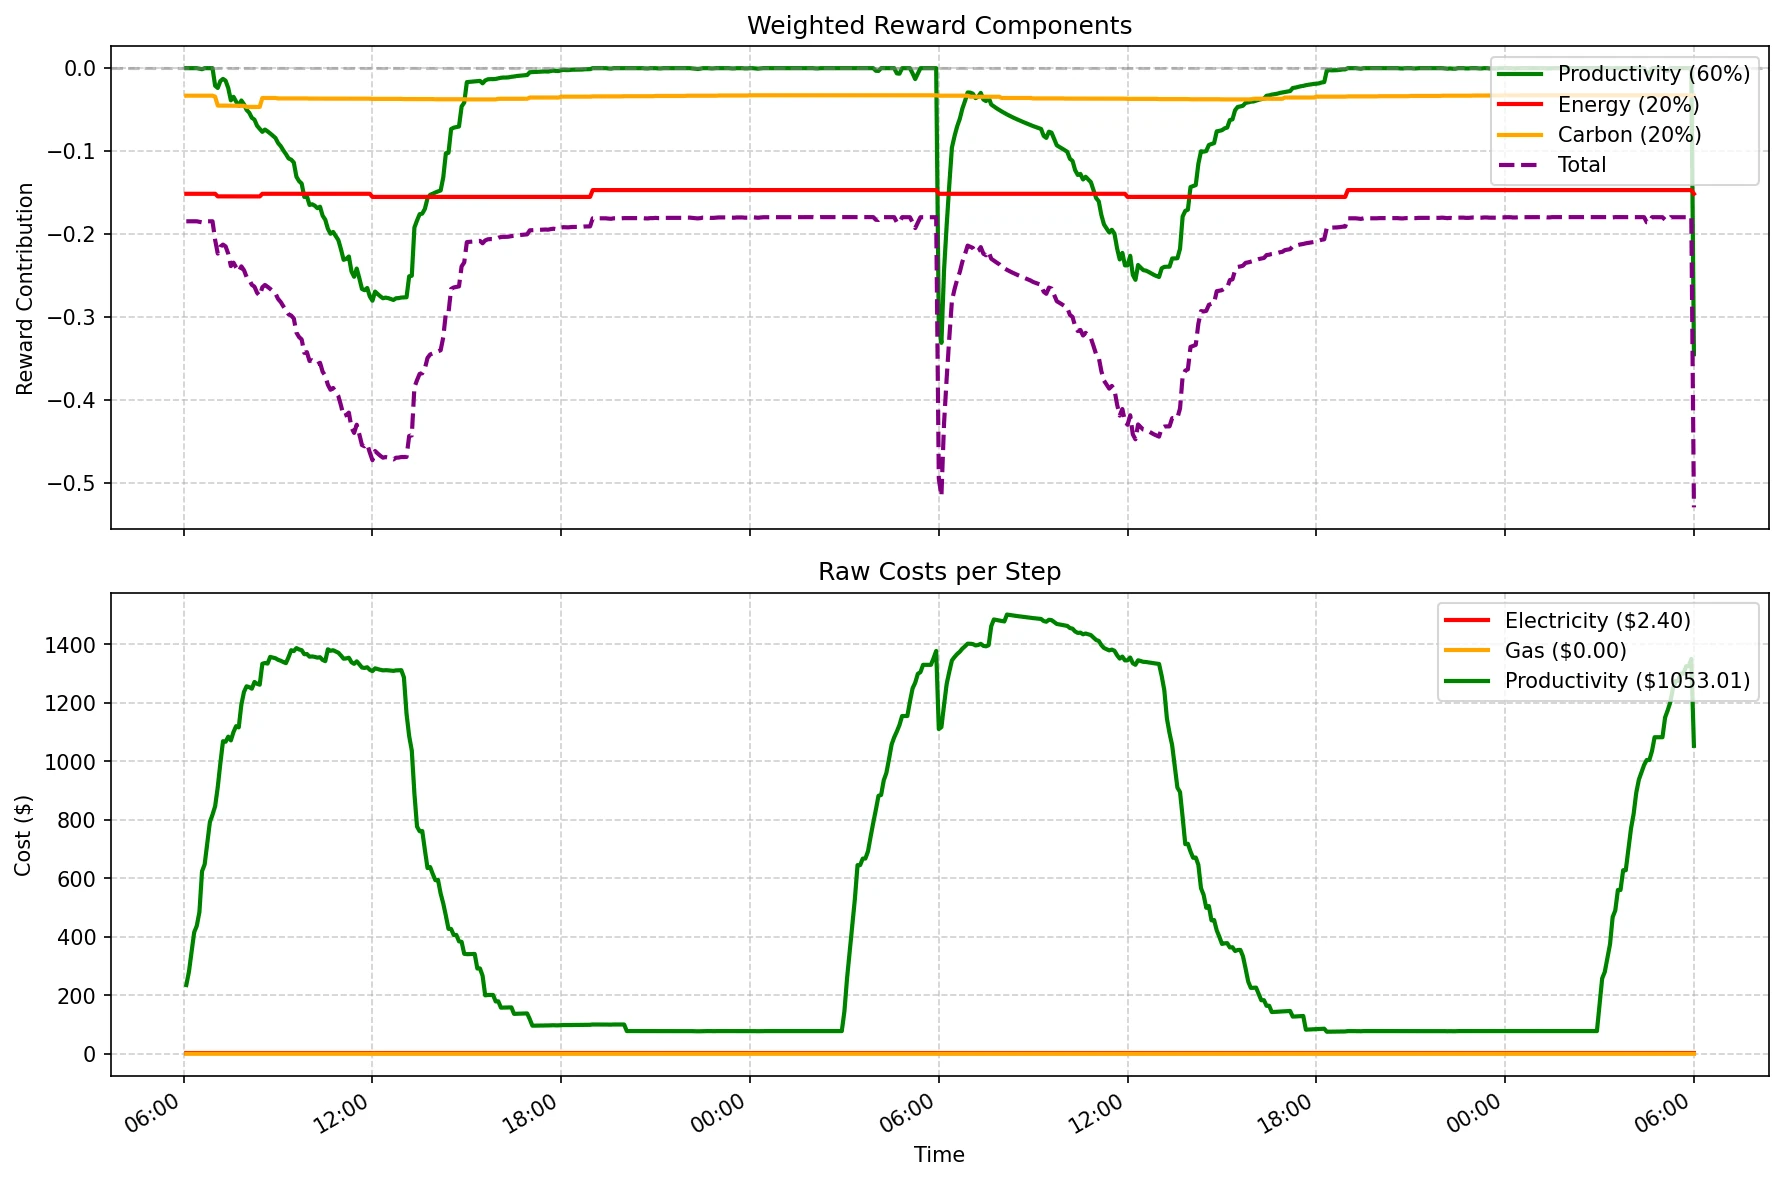 Weighted Reward Components
0.0
−0.1
−0.2
−0.3
−0.4
−0.5
Reward Contribution
Productivity (60%)
Energy (20%)
Carbon (20%)
Total
Raw Costs per Step
1400
1200
1000
800
600
400
200
0
Cost ($)
Electricity ($2.40)
Gas ($0.00)
Productivity ($1053.01)
06:00
12:00
18:00
00:00
06:00
12:00
18:00
00:00
06:00
Time